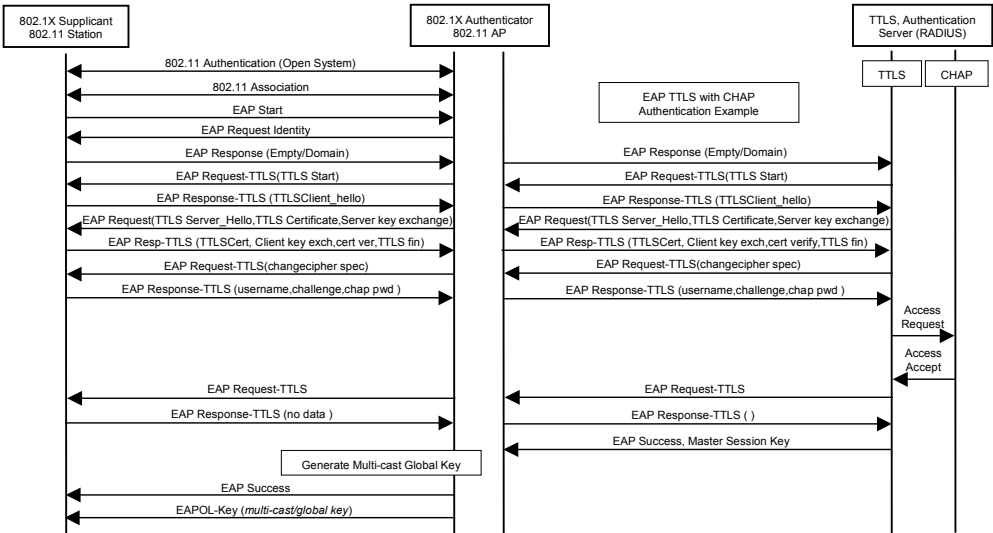 802.1X Supplicant
802.11 Station
802.1X Authenticator
802.11 AP
TTLS, Authentication
Server (RADIUS)
TTLS
CHAP
EAP TTLS with CHAP
Authentication Example
802.11 Authentication (Open System)
802.11 Association
EAP Start
EAP Request Identity
EAP Response (Empty/Domain)
EAP Response (Empty/Domain)
EAP Request-TTLS(TTLS Start)
EAP Request-TTLS(TTLS Start)
EAP Response-TTLS (TTLSClient_hello)
EAP Response-TTLS (TTLSClient_hello)
EAP Request(TTLS Server_Hello,TTLS Certificate,Server key exchange)
EAP Request(TTLS Server_Hello,TTLS Certificate,Server key exchange)
EAP Resp-TTLS (TTLSCert, Client key exch,cert ver,TTLS fin)
EAP Resp-TTLS (TTLSCert, Client key exch,cert verify,TTLS fin)
EAP Request-TTLS(changecipher spec)
EAP Request-TTLS(changecipher spec)
EAP Response-TTLS (username,challenge,chap pwd )
EAP Response-TTLS (username,challenge,chap pwd )
Access
Request
Access
Accept
EAP Request-TTLS
EAP Request-TTLS
EAP Response-TTLS (no data )
EAP Response-TTLS ( )
EAP Success, Master Session Key
Generate Multi-cast Global Key
EAP Success
EAPOL-Key (multi-cast/global key)